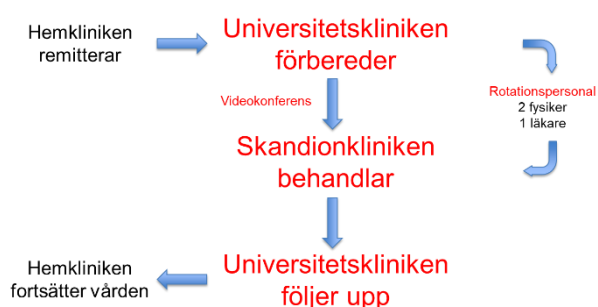 Hemkliniken
remitterar
Universitetskliniken
förbereder
Videokonferens
Rotationspersonal
2 fysiker
1 läkare
Skandionkliniken
behandlar
Hemkliniken
fortsätter vården
Universitetskliniken
följer upp